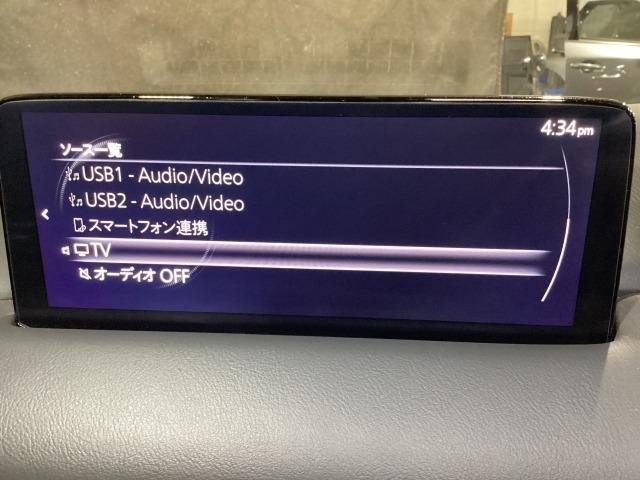 4:34pm
ソース一覧
USB1 - Audio/Video
USB2 - Audio/Video
スマートフォン連携
TV
オーディオ OFF